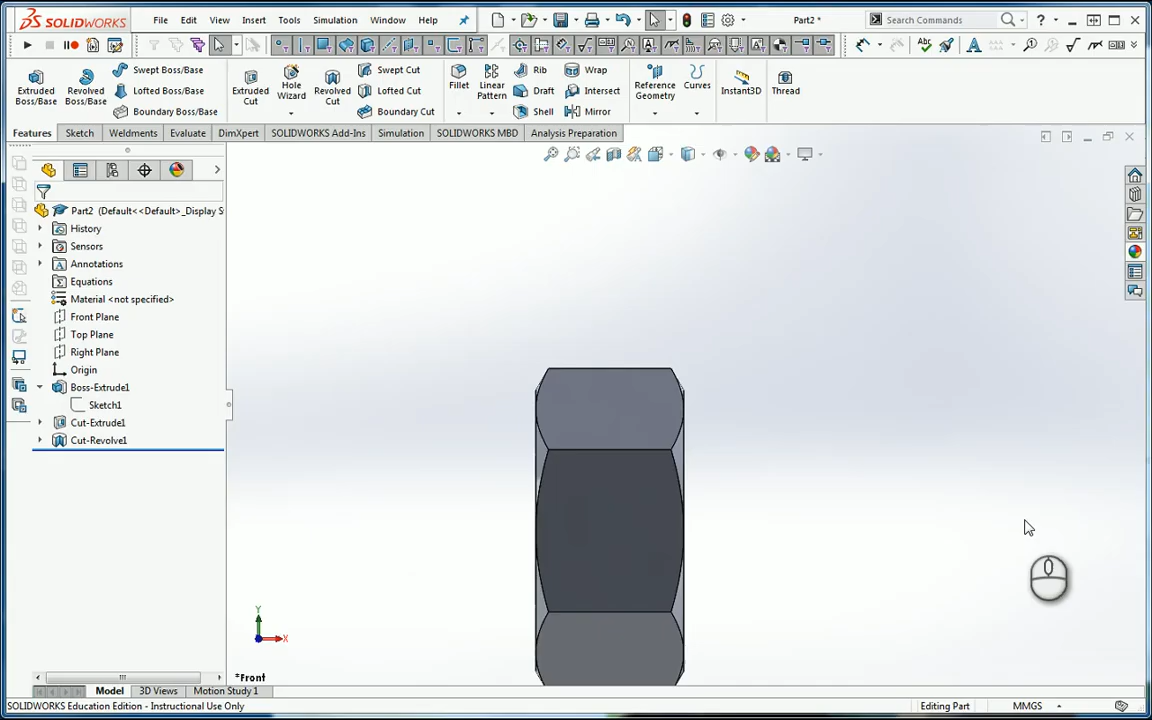 SOLIDWORKS File Edit View Insert Tools Simulation Window Help Part2 * Search Commands ?
Abc A
Extruded Boss/Base Revolved Boss/Base Swept Boss/Base Lofted Boss/Base Boundary Boss/Base Extruded Cut Hole Wizard Revolved Cut Swept Cut Lofted Cut Boundary Cut Fillet Linear Pattern Rib Draft Shell Wrap Intersect Mirror Reference Geometry Curves Instant3D Thread
Features Sketch Weldments Evaluate DimXpert SOLIDWORKS Add-Ins Simulation SOLIDWORKS MBD Analysis Preparation
Part2 (Default<<Default>_Display S
History
Sensors
Annotations
Equations
Material <not specified>
Front Plane
Top Plane
Right Plane
Origin
Boss-Extrude1
Sketch1
Cut-Extrude1
Cut-Revolve1
Y
X
*Front
Model 3D Views Motion Study 1
SOLIDWORKS Education Edition - Instructional Use Only Editing Part MMGS